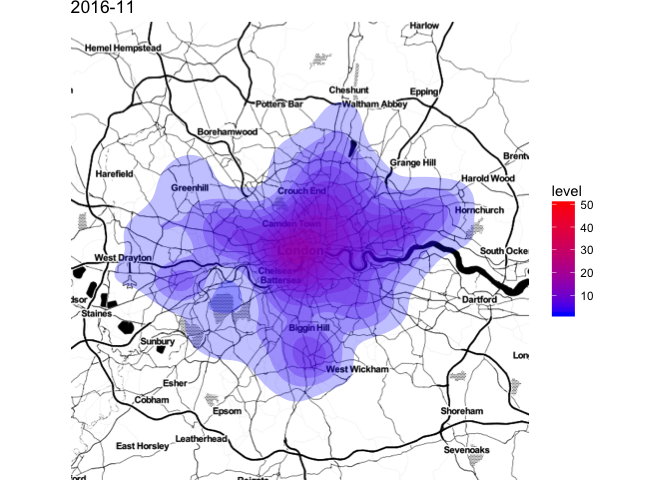 2016-11
Harlow
Hemel Hempstead
Cheshunt
Epping
Potters Bar
Waltham Abbey
Borehamwood
Brentw
Grange Hill
Harefield
Harold Wood
Greenhill
Crouch End
level
Hornchurch
50
Camden Town
40
London
South Ocke
30
West Drayton
Chelsea
20
Battersea
10
dsor
Dartford
Staines
Biggin Hill
Sunbury
Lon
West Wickham
Esher
Cobham
Epsom
Shoreham
Leatherhead
East Horsley
Sevenoaks